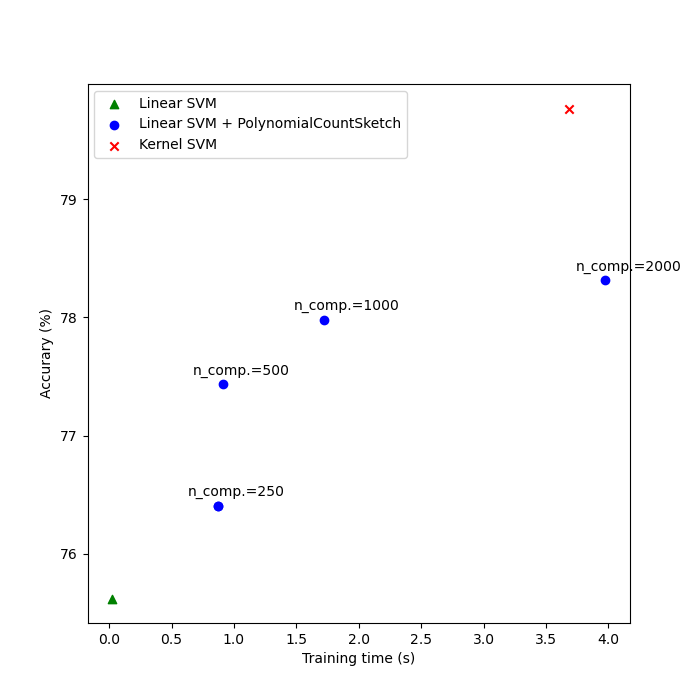 Linear SVM
Linear SVM + PolynomialCountSketch
Kernel SVM
79
n_comp.=2000
78
n_comp.=1000
n_comp.=500
Accurary (%)
77
n_comp.=250
76
0.0 0.5 1.0 1.5 2.0 2.5 3.0 3.5 4.0
Training time (s)